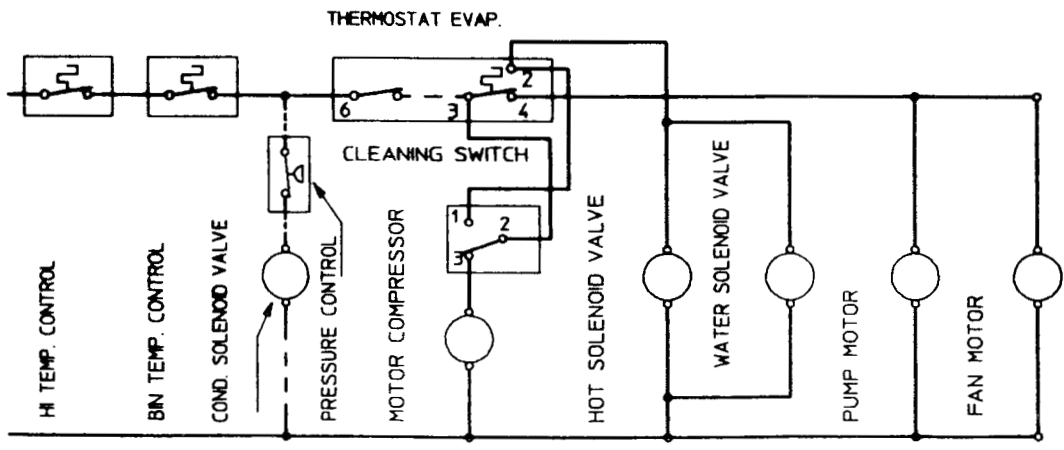 THERMOSTAT EVAP.
2
6
3
4
CLEANING SWITCH
1
2
3
HI TEMP. CONTROL
BIN TEMP. CONTROL
COND. SOLENOID VALVE
PRESSURE CONTROL
MOTOR COMPRESSOR
HOT SOLENOID VALVE
WATER SOLENOID VALVE
PUMP MOTOR
FAN MOTOR